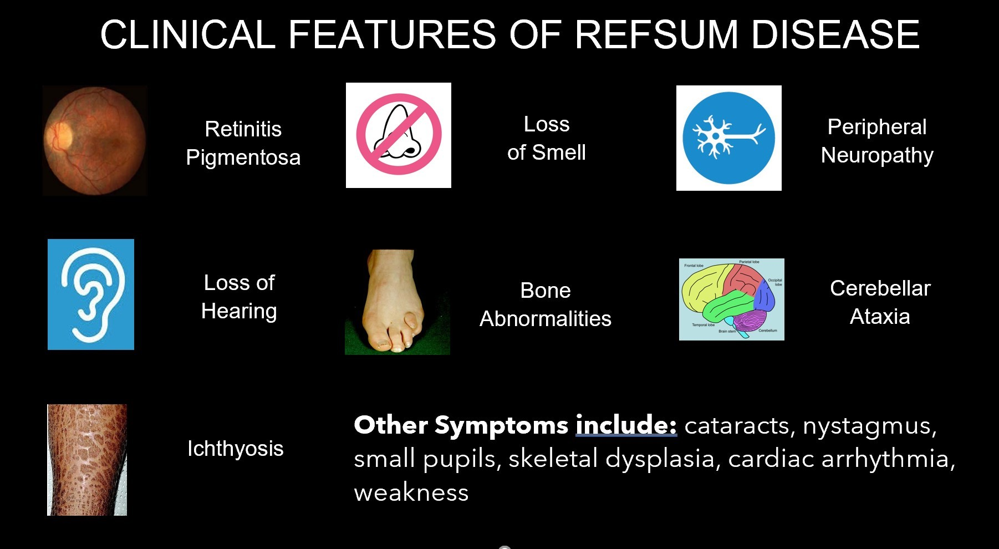 CLINICAL FEATURES OF REFSUM DISEASE
Retinitis
Pigmentosa
Loss
of Smell
Peripheral
Neuropathy
Loss of
Hearing
Bone
Abnormalities
Parietal lobe
Frontal lobe
Occipital
lobe
Temporal lobe
Brain stem
Cerebellum
Cerebellar
Ataxia
Ichthyosis
Other Symptoms include: cataracts, nystagmus,
small pupils, skeletal dysplasia, cardiac arrhythmia,
weakness